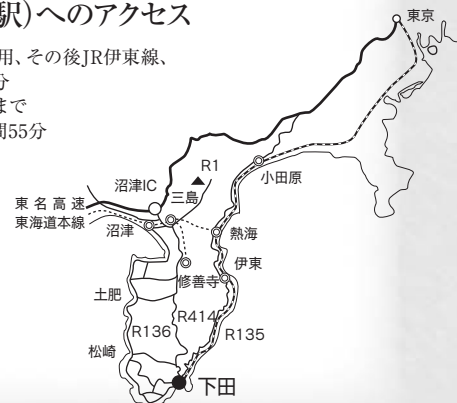 駅)へのアクセス
用、その後JR伊東線、
分
まで
間55分
東京
R1
沼津IC
三島
小田原
東名高速
東海道本線
沼津
熱海
伊東
修善寺
土肥
R136
R414
R135
松崎
下田